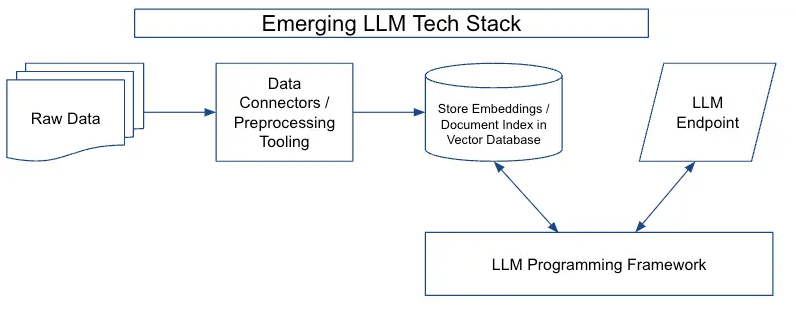 Emerging LLM Tech Stack
Raw Data
Data
Connectors /
Preprocessing
Tooling
Store Embeddings /
Document Index in
Vector Database
LLM
Endpoint
LLM Programming Framework